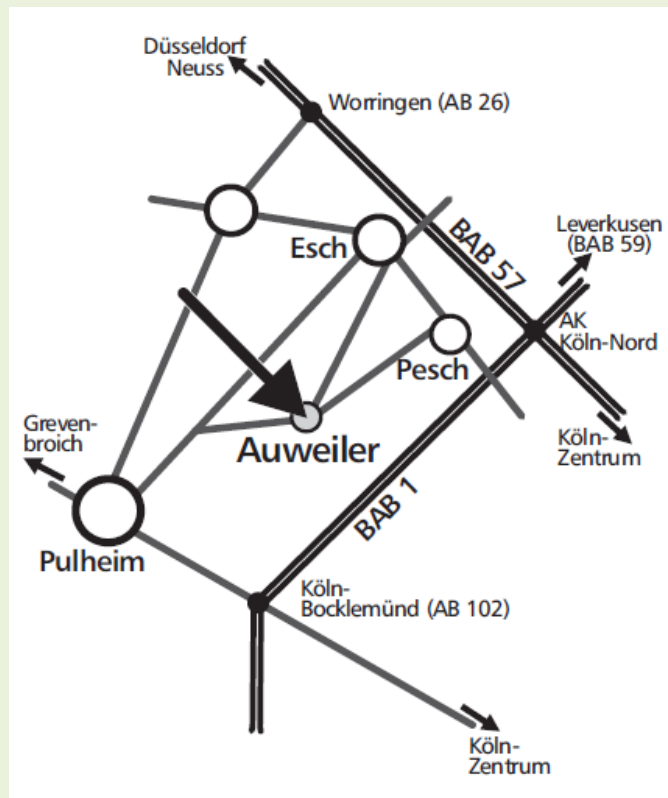 Düsseldorf
Neuss
Worringen (AB 26)
Esch
BAB 57
Leverkusen
(BAB 59)
AK
Köln-Nord
Pesch
Greven-
broich
Auweiler
Köln-
Zentrum
BAB 1
Pulheim
Köln-
Bocklemünd (AB 102)
Köln-
Zentrum